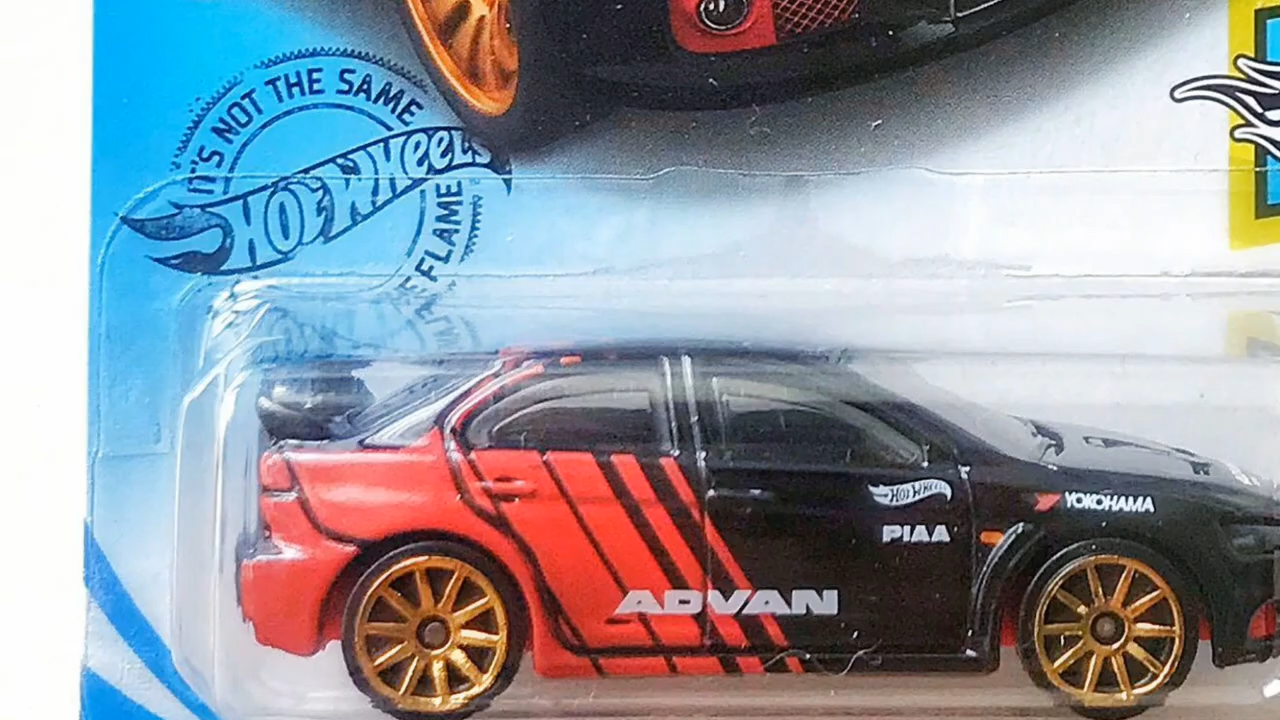 IT'S NOT THE SAME
HOT WHEELS
FLAME
HOT WHEELS
YOKOHAMA
PIAA
ADVAN